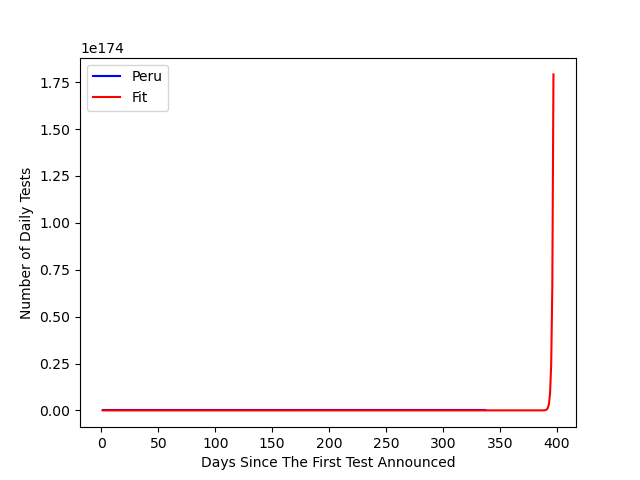 1e174
Peru
Fit
1.75
1.50
1.25
1.00
0.75
0.50
0.25
0.00
Number of Daily Tests
0 50 100 150 200 250 300 350 400
Days Since The First Test Announced